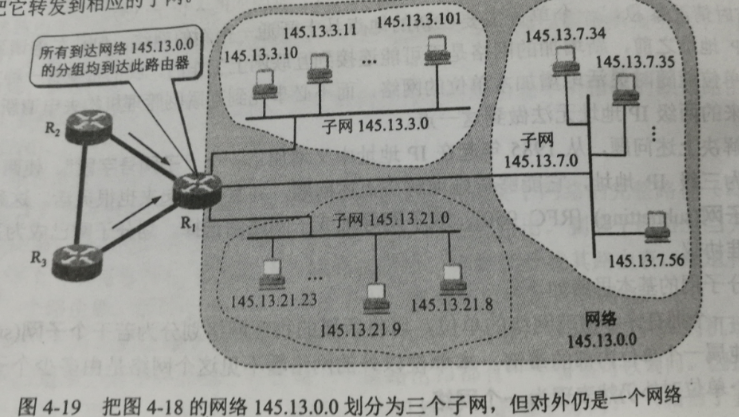 把它转发到相应的子网。
所有到达网络 145.13.0.0
的分组均到达此路由器
145.13.3.10
145.13.3.11
...
145.13.3.101
子网 145.13.3.0
145.13.7.34
145.13.7.35
子网
145.13.7.0
145.13.7.56
R₂
R₁
R₃
子网 145.13.21.0
145.13.21.23
...
145.13.21.9
145.13.21.8
网络
145.13.0.0
图 4-19 把图 4-18 的网络 145.13.0.0 划分为三个子网，但对外仍是一个网络